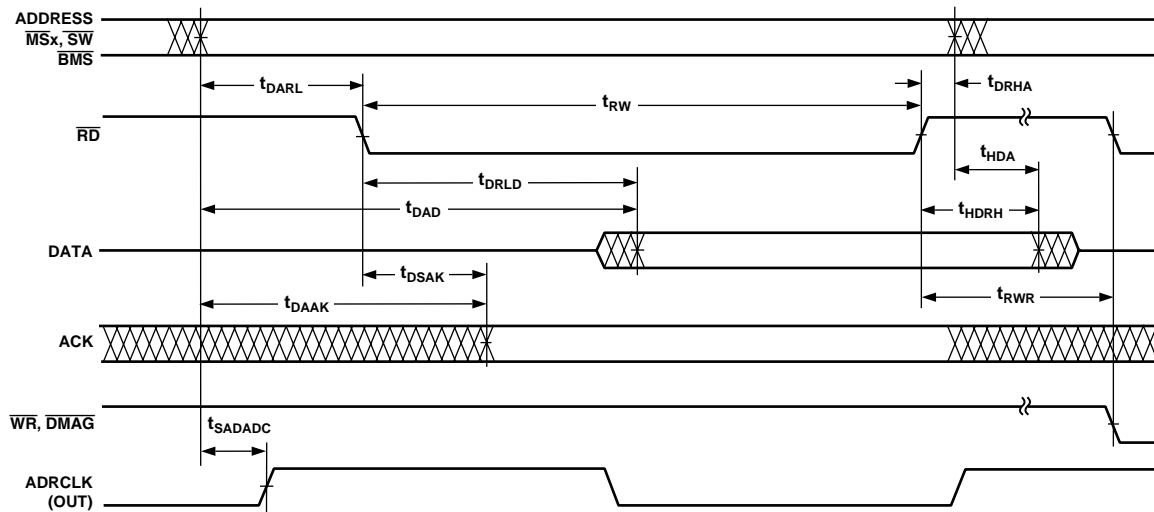 ADDRESS
MSx, SW
BMS
tDARL
tRW
tDRHA
RD
tHDA
tDRLD
tDAD
tHDRH
DATA
tDSAK
tDAAK
tRWR
ACK
WR, DMAG
tSADADC
ADRCLK
(OUT)